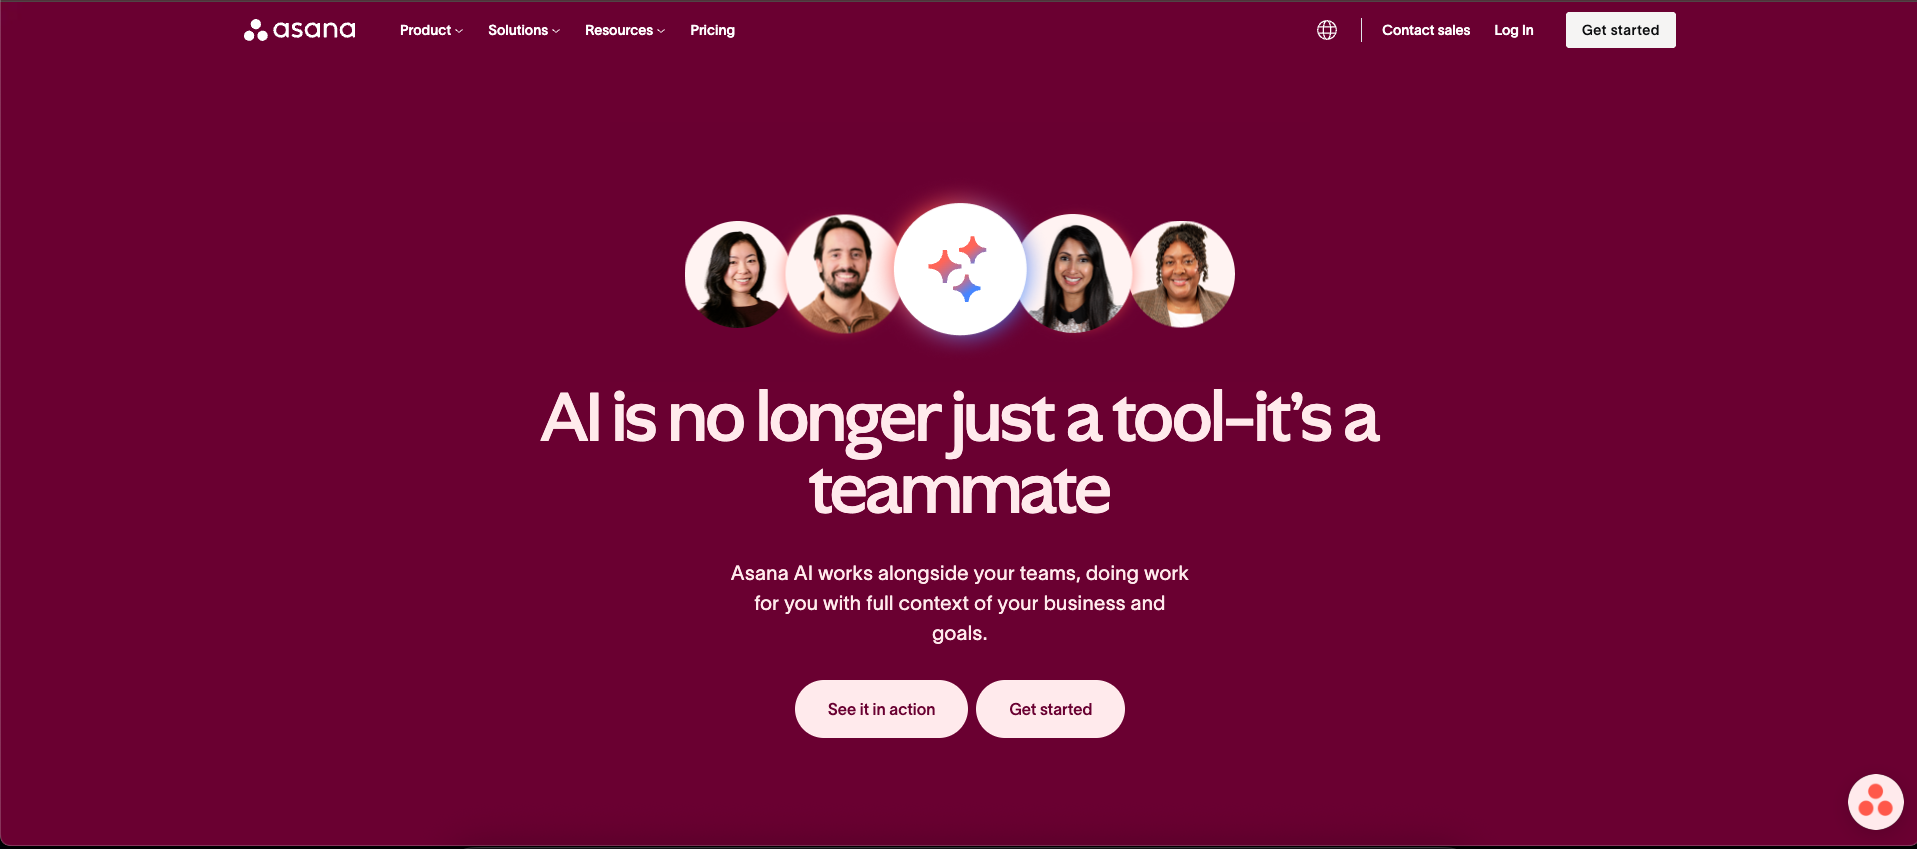 asana
Product
Solutions
Resources
Pricing
Contact sales
Log In
Get started
AI is no longer just a tool–it’s a
teammate
Asana AI works alongside your teams, doing work
for you with full context of your business and
goals.
See it in action
Get started